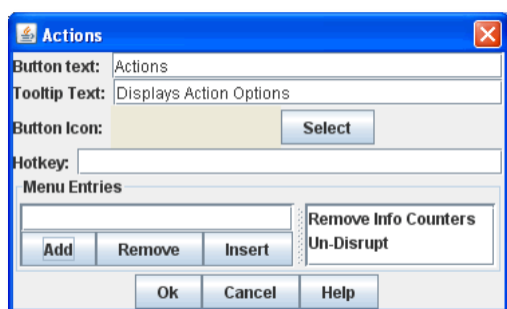 Actions
Button text: Actions
Tooltip Text: Displays Action Options
Button Icon: Select
Hotkey:
Menu Entries
Remove Info Counters
Un-Disrupt
Add Remove Insert
Ok Cancel Help